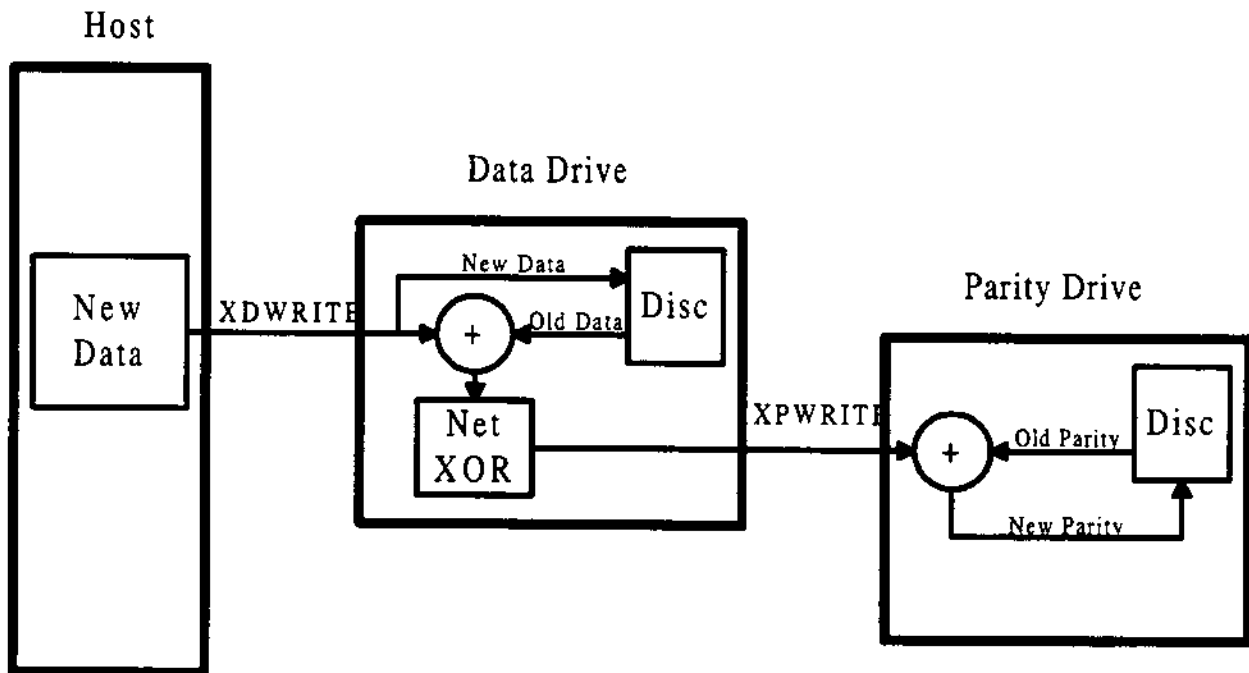 Host
Data Drive
Parity Drive
New
Data
XDWRITE
New Data
+
Old Data
Disc
Net
XOR
XPWRITE
+
Old Parity
Disc
New Parity